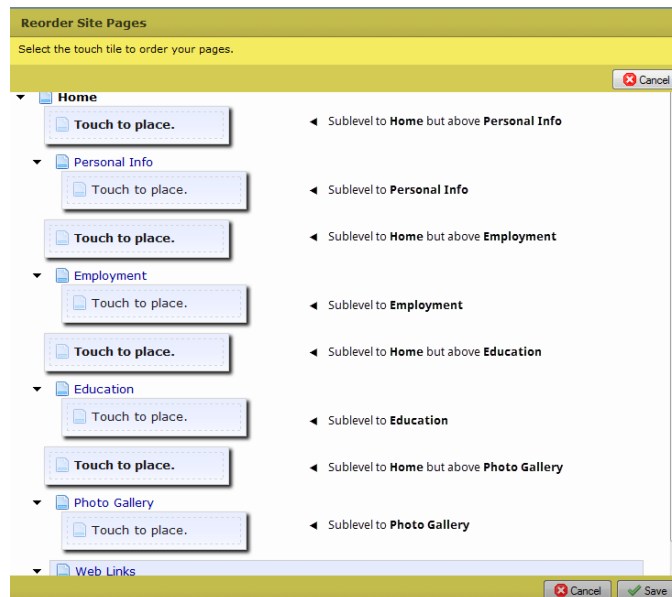 Reorder Site Pages
Select the touch tile to order your pages.
Cancel
Home
Touch to place. ◄ Sublevel to Home but above Personal Info
Personal Info
Touch to place. ◄ Sublevel to Personal Info
Touch to place. ◄ Sublevel to Home but above Employment
Employment
Touch to place. ◄ Sublevel to Employment
Touch to place. ◄ Sublevel to Home but above Education
Education
Touch to place. ◄ Sublevel to Education
Touch to place. ◄ Sublevel to Home but above Photo Gallery
Photo Gallery
Touch to place. ◄ Sublevel to Photo Gallery
Web Links
Cancel Save